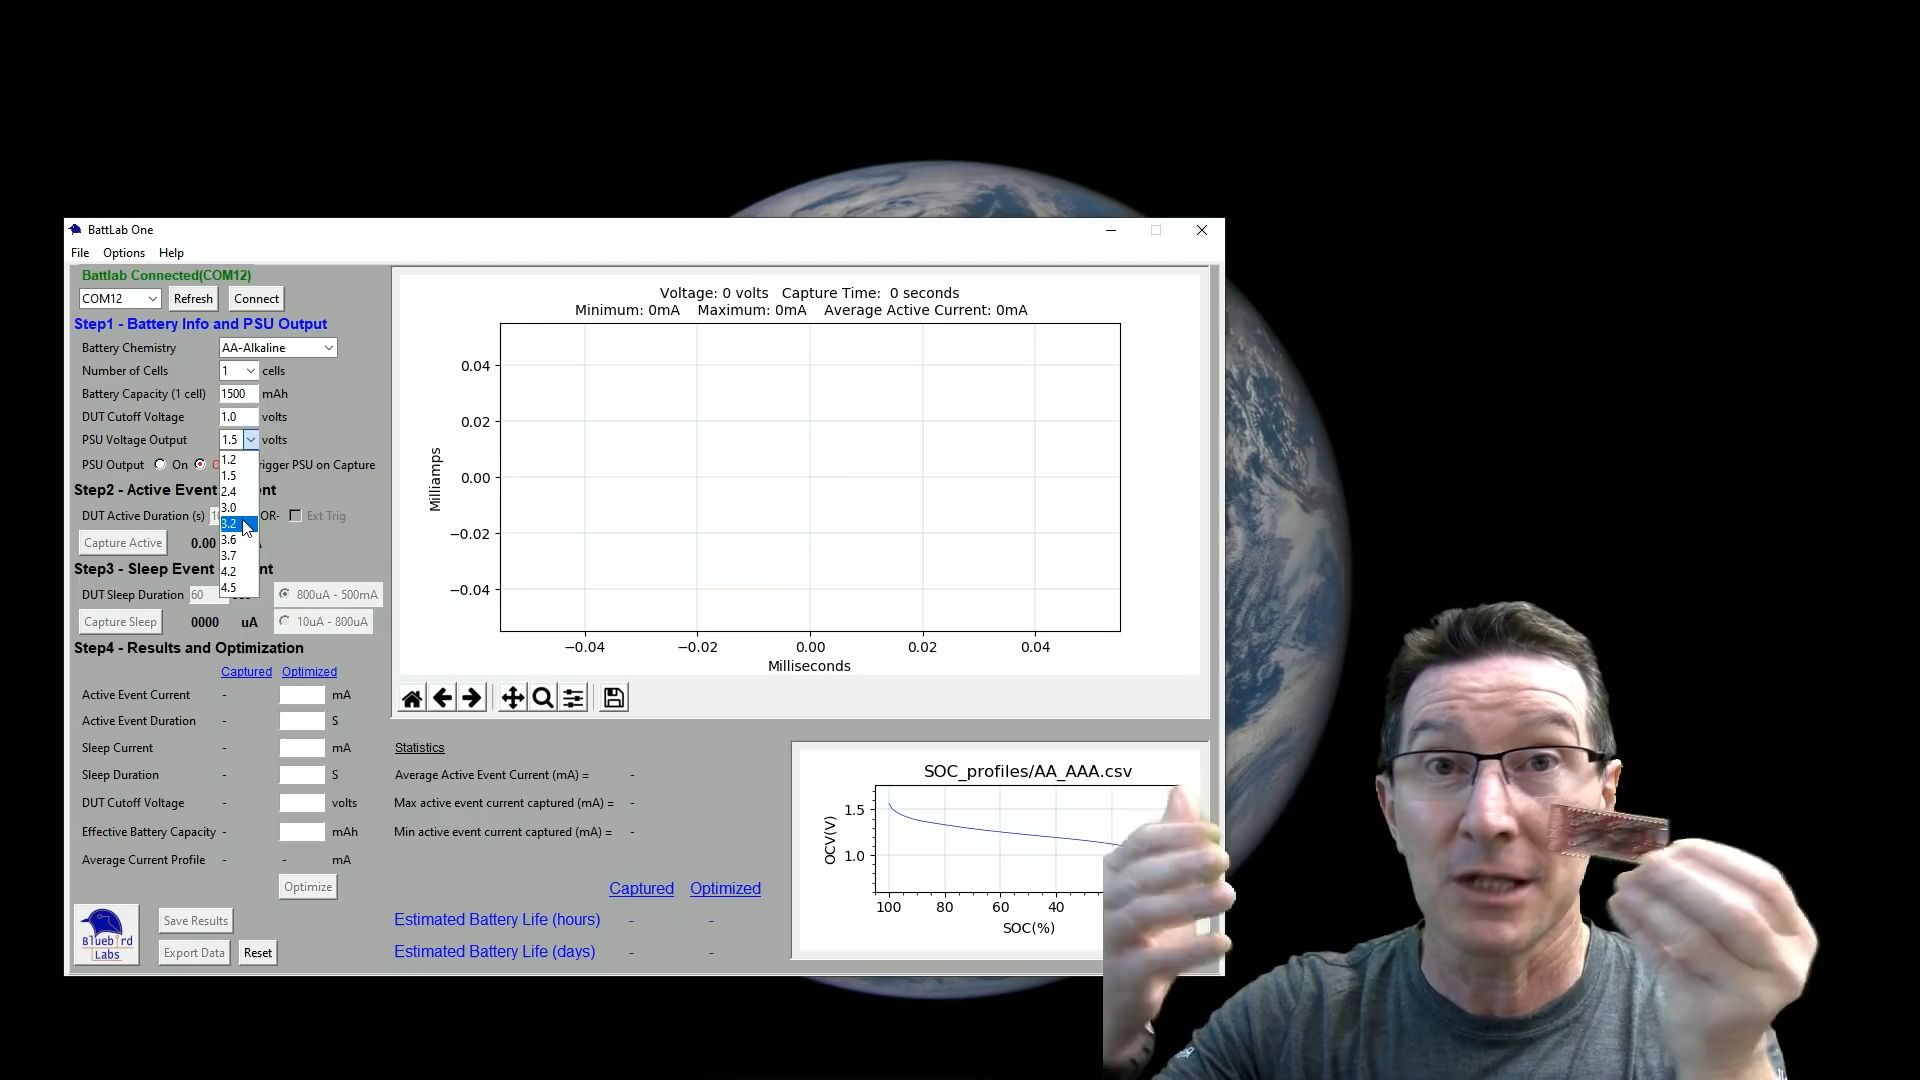 BattLab One
File Options Help
Battlab Connected(COM12)
COM12 Refresh Connect
Step1 - Battery Info and PSU Output
Battery Chemistry AA-Alkaline
Number of Cells 1 cells
Battery Capacity (1 cell) 1500 mAh
DUT Cutoff Voltage 1.0 volts
PSU Voltage Output 1.5 volts
1.2
1.5
2.4
3.0
3.2
3.6
3.7
4.2
4.5
PSU Output On rigger PSU on Capture
Step2 - Active Event
DUT Active Duration (s) OR- Ext Trig
Capture Active 0.00
Step3 - Sleep Event
DUT Sleep Duration 60 800uA - 500mA
Capture Sleep 0000 uA 10uA - 800uA
Step4 - Results and Optimization
Captured Optimized
Active Event Current - mA
Active Event Duration - S
Sleep Current - mA
Sleep Duration - S
DUT Cutoff Voltage - volts
Effective Battery Capacity - mAh
Average Current Profile - - mA
Optimize
Bluebird Labs
Save Results
Export Data Reset
Voltage: 0 volts Capture Time: 0 seconds
Minimum: 0mA Maximum: 0mA Average Active Current: 0mA
Milliamps
0.04
0.02
0.00
−0.02
−0.04
−0.04 −0.02 0.00 0.02 0.04
Milliseconds
Statistics
Average Active Event Current (mA) = -
Max active event current captured (mA) = -
Min active event current captured (mA) = -
Captured Optimized
Estimated Battery Life (hours) - -
Estimated Battery Life (days) - -
SOC_profiles/AA_AAA.csv
OCV(V)
1.5
1.0
100 80 60 40
SOC(%)